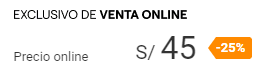 EXCLUSIVO DE VENTA ONLINE
Precio online S/ 45 -25%